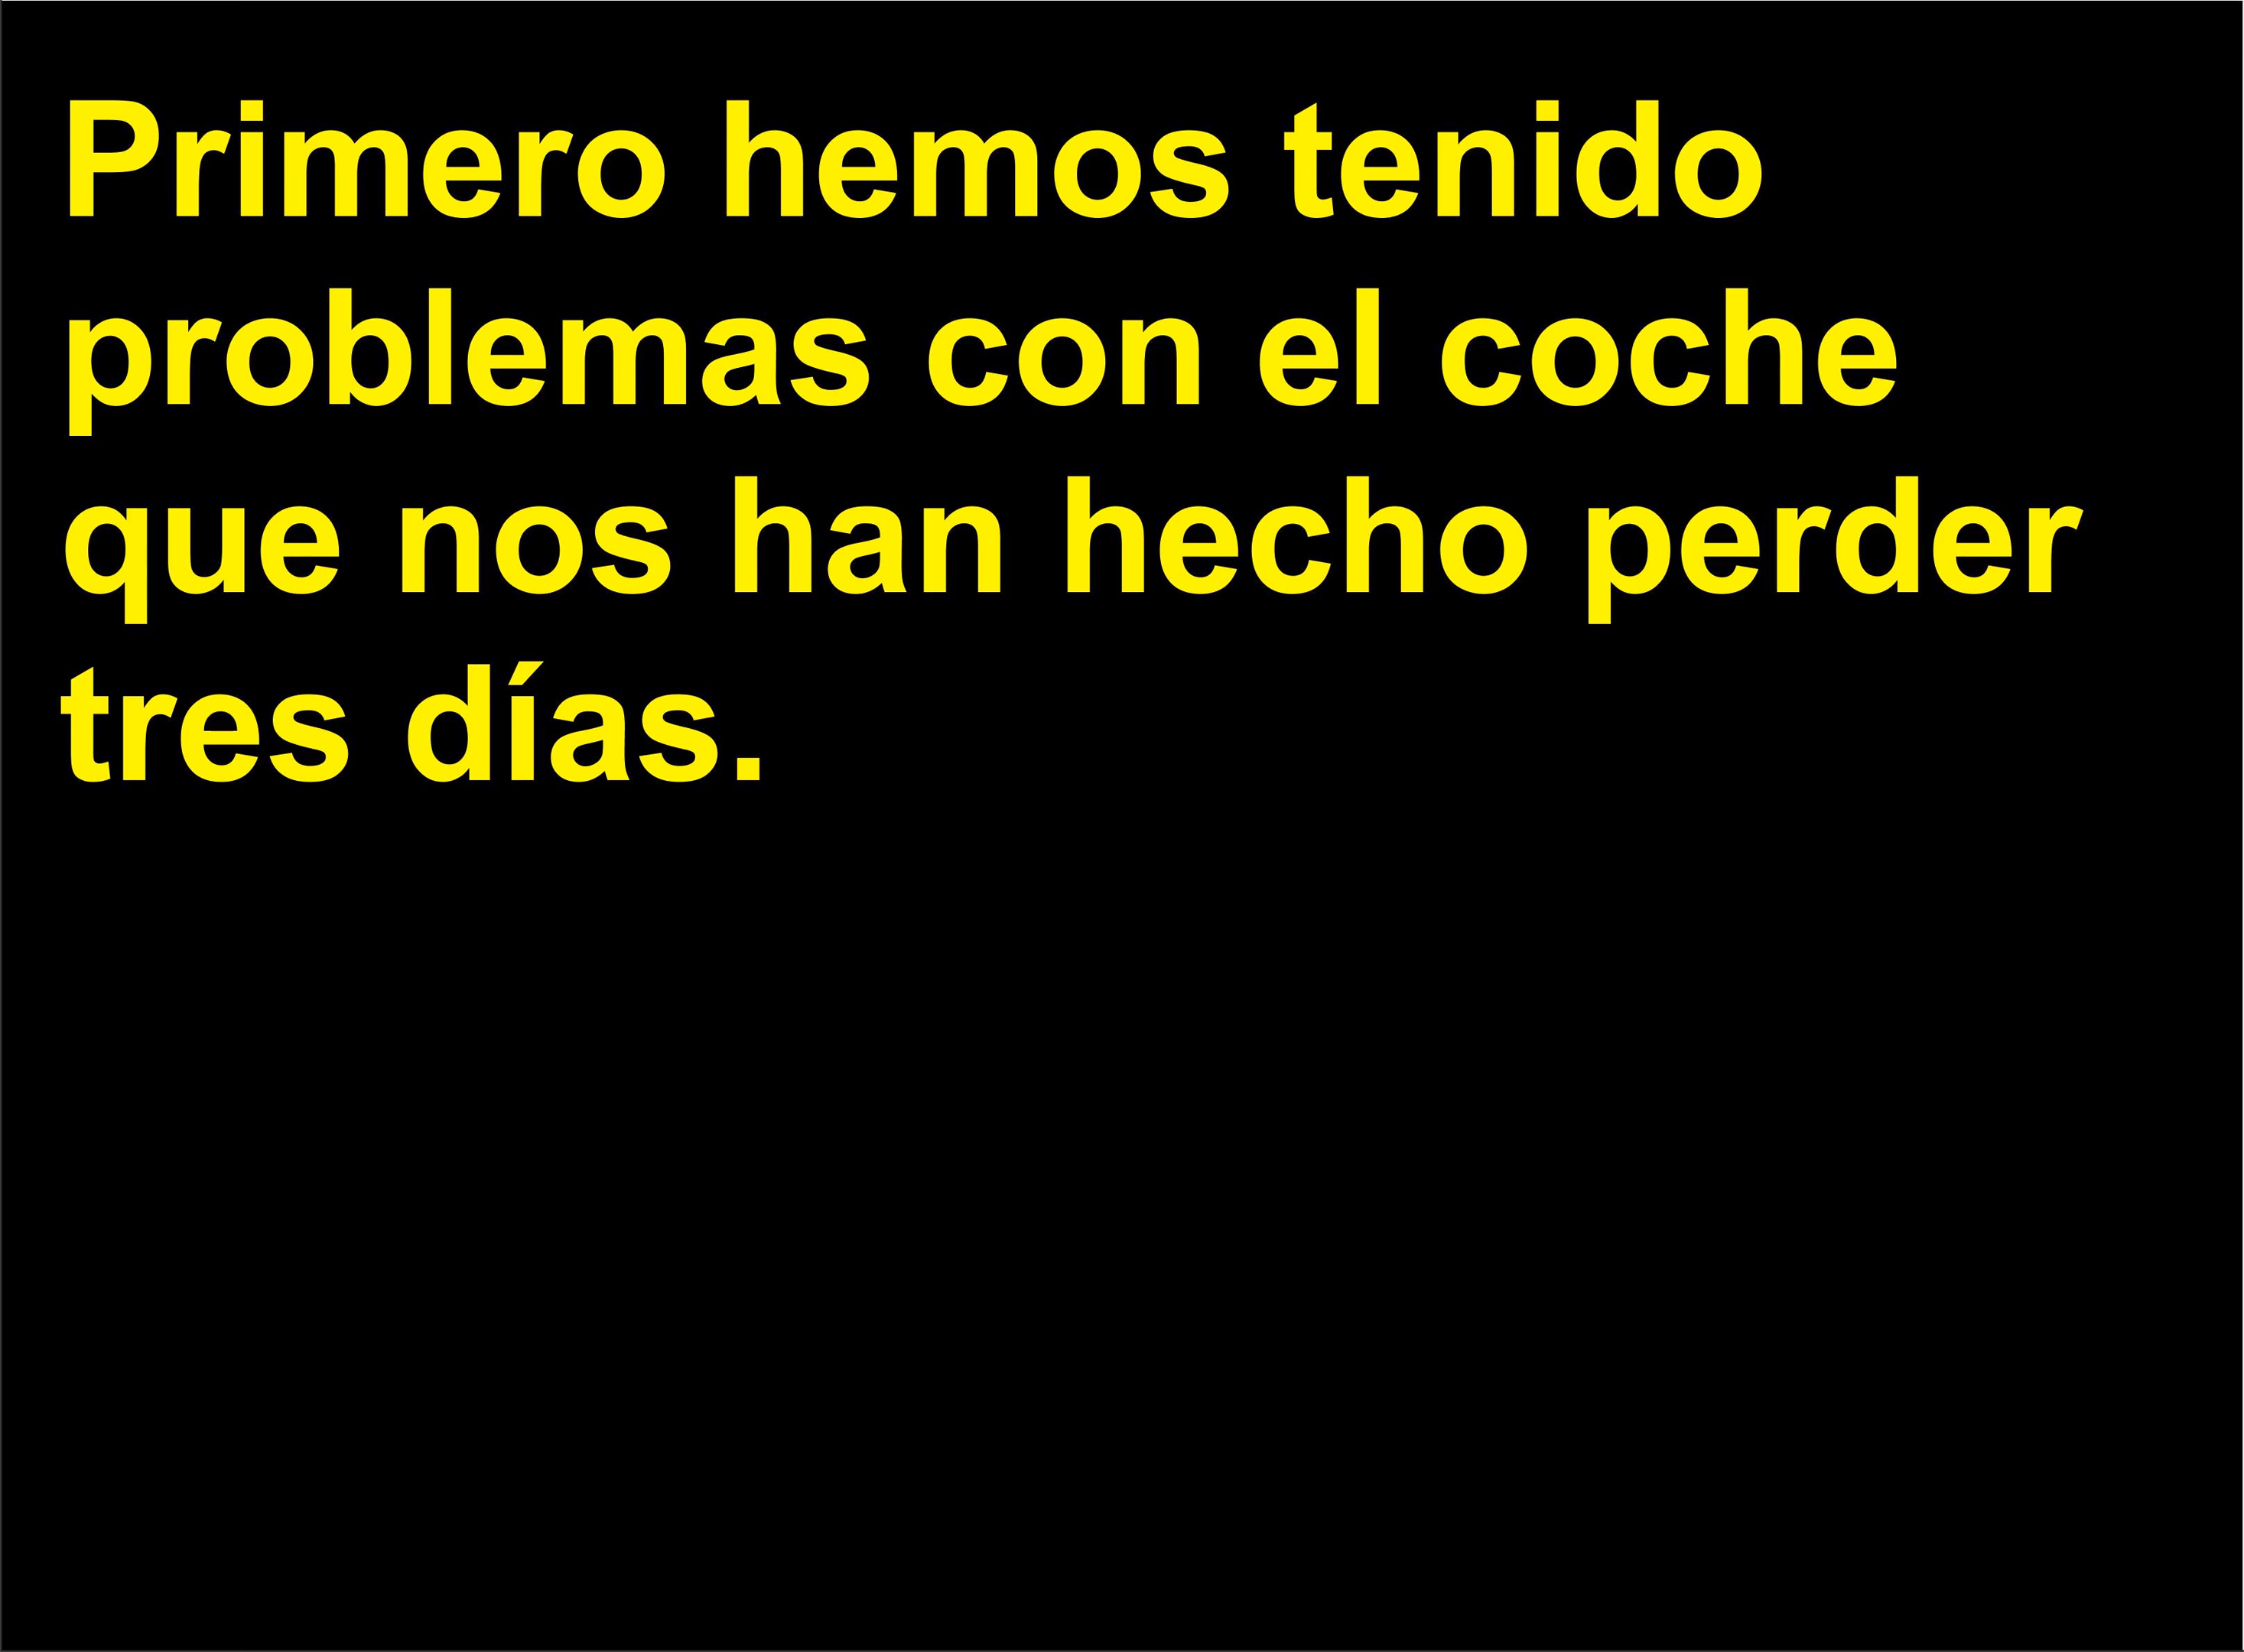 Primero hemos tenido
problemas con el coche
que nos han hecho perder
tres días.